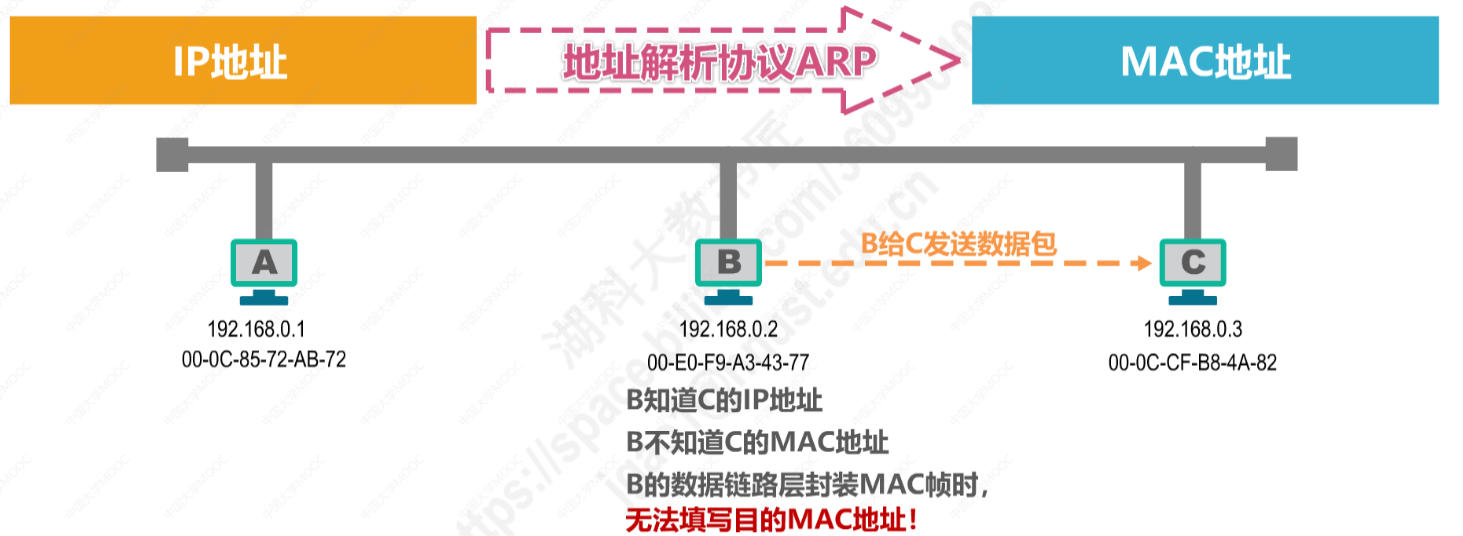 IP地址
地址解析协议ARP
MAC地址
A
B
B给C发送数据包
C
192.168.0.1
00-0C-85-72-AB-72
192.168.0.2
00-E0-F9-A3-43-77
192.168.0.3
00-0C-CF-B8-4A-82
B知道C的IP地址
B不知道C的MAC地址
B的数据链路层封装MAC帧时，
无法填写目的MAC地址！
湖科大教书匠
中国大学MOOC